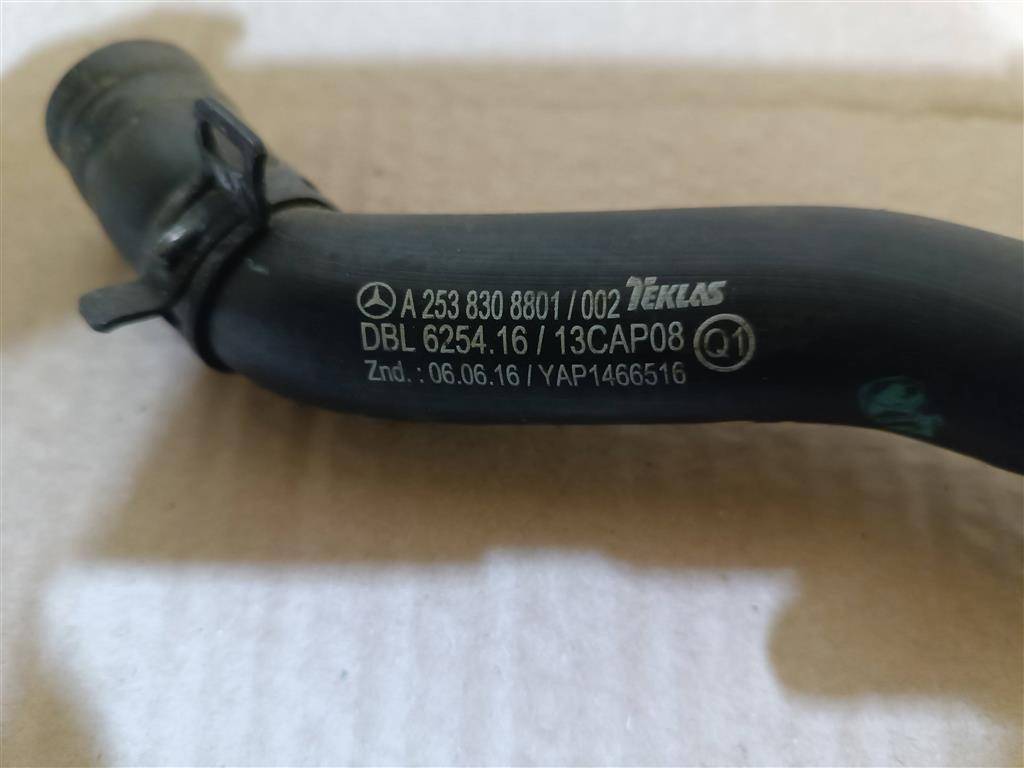 A 253 830 8801 / 002 TEKLAS
DBL 6254.16 / 13CAP08 Q1
Znd. : 06.06.16 / YAP1466516